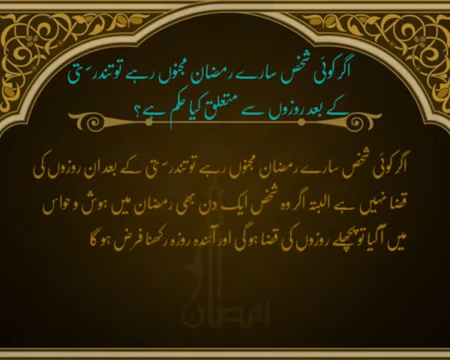 اگر کوئی شخص سارے رمضان مجنوں رہے تو تندرستی
کے بعد روزوں سے متعلق کیا حکم ہے؟
اگر کوئی شخص سارے رمضان مجنوں رہے تو تندرستی کے بعد ان روزوں کی
قضا نہیں ہے البتہ اگر وہ شخص ایک دن بھی رمضان میں ہوش و حواس
میں آگیا تو پچھلے روزوں کی قضا ہوگی اور آئندہ روزہ رکھنا فرض ہوگا
رمضان